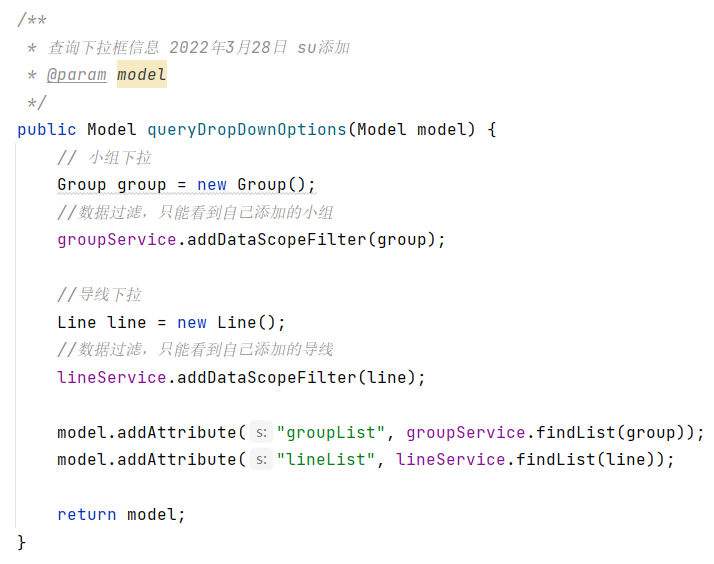 /**
 * 查询下拉框信息 2022年3月28日 su添加
 * @param model
 */
public Model queryDropDownOptions(Model model) {
    // 小组下拉
    Group group = new Group();
    //数据过滤，只能看到自己添加的小组
    groupService.addDataScopeFilter(group);

    //导线下拉
    Line line = new Line();
    //数据过滤，只能看到自己添加的导线
    lineService.addDataScopeFilter(line);

    model.addAttribute( s: "groupList", groupService.findList(group));
    model.addAttribute( s: "lineList", lineService.findList(line));

    return model;
}